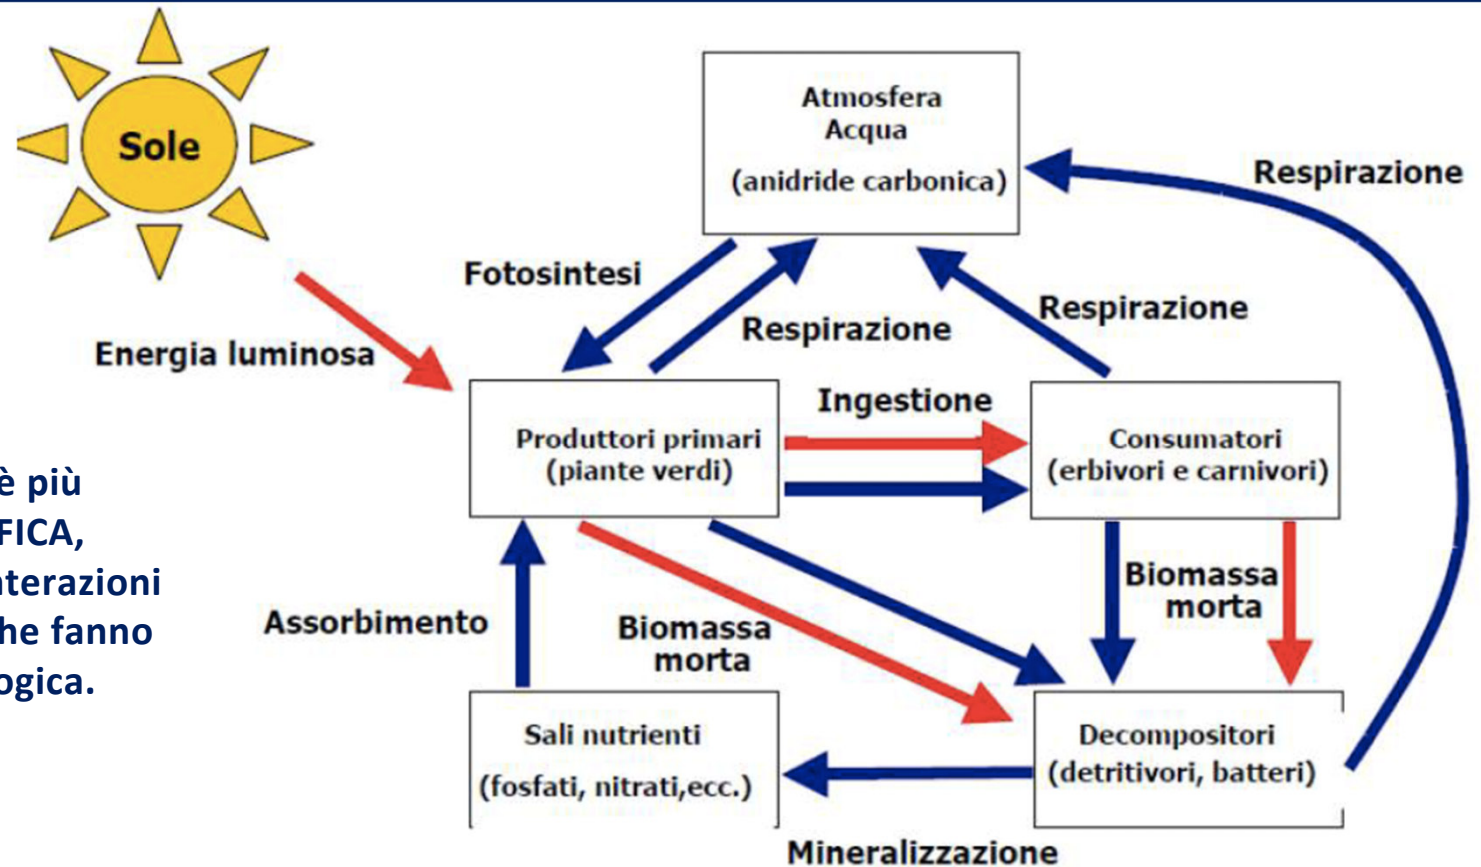 Sole
Atmosfera
Acqua
(anidride carbonica)
Respirazione
Fotosintesi
Respirazione
Respirazione
Energia luminosa
Ingestione
Produttori primari
(piante verdi)
Consumatori
(erbivori e carnivori)
è più
FICA,
nterazioni
he fanno
ogica.
Assorbimento
Biomassa
morta
Biomassa
morta
Sali nutrienti
(fosfati, nitrati,ecc.)
Decompositori
(detritivori, batteri)
Mineralizzazione